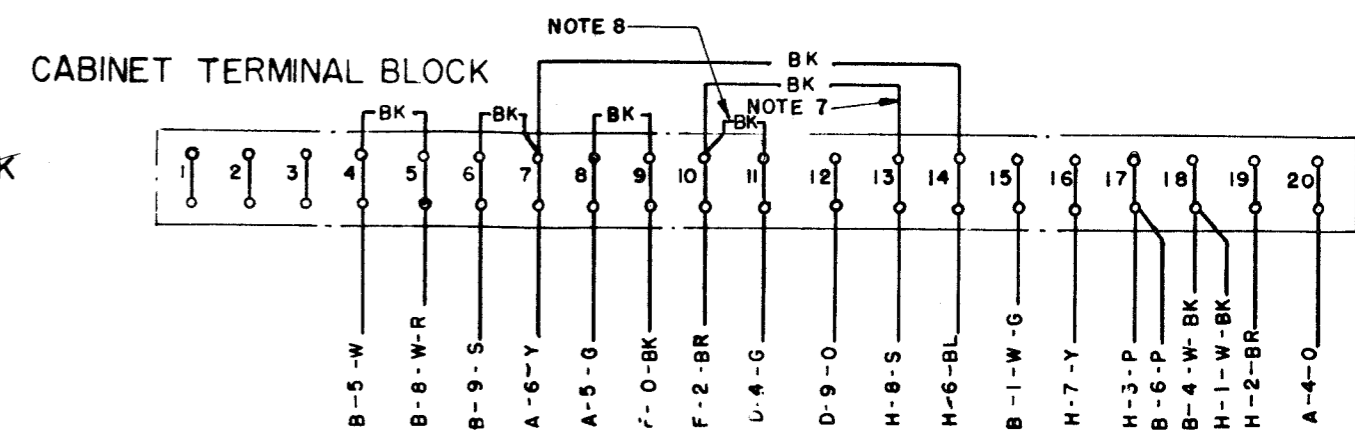 NOTE 8
CABINET TERMINAL BLOCK
BK
BK
NOTE 7
BK
BK
BK
BK
K
1 2 3 4 5 6 7 8 9 10 11 12 13 14 15 16 17 18 19 20
B-5-W
B-8-W-R
B-9-S
A-6-Y
A-5-G
-0-BK
F-2-BR
D-4-G
D-9-O
H-8-S
H-6-BL
B-1-W-G
H-7-Y
H-3-P
B-6-P
B-4-W-BK
H-1-W-BK
H-2-BR
A-4-O